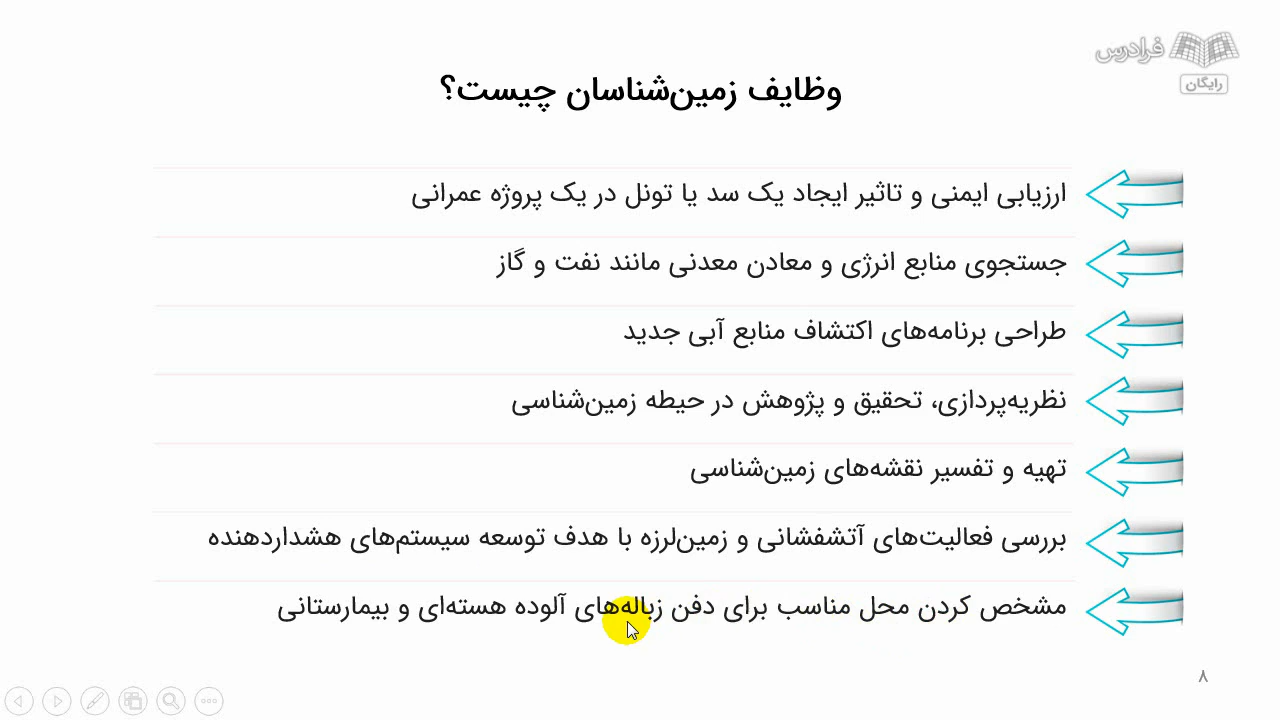 فرادرس
رایگان
وظایف زمین‌شناسان چیست؟
ارزیابی ایمنی و تاثیر ایجاد یک سد یا تونل در یک پروژه عمرانی
جستجوی منابع انرژی و معادن معدنی مانند نفت و گاز
طراحی برنامه‌های اکتشاف منابع آبی جدید
نظریه‌پردازی، تحقیق و پژوهش در حیطه زمین‌شناسی
تهیه و تفسیر نقشه‌های زمین‌شناسی
بررسی فعالیت‌های آتشفشانی و زمین‌لرزه با هدف توسعه سیستم‌های هشداردهنده
مشخص کردن محل مناسب برای دفن زباله‌های آلوده هسته‌ای و بیمارستانی
۸